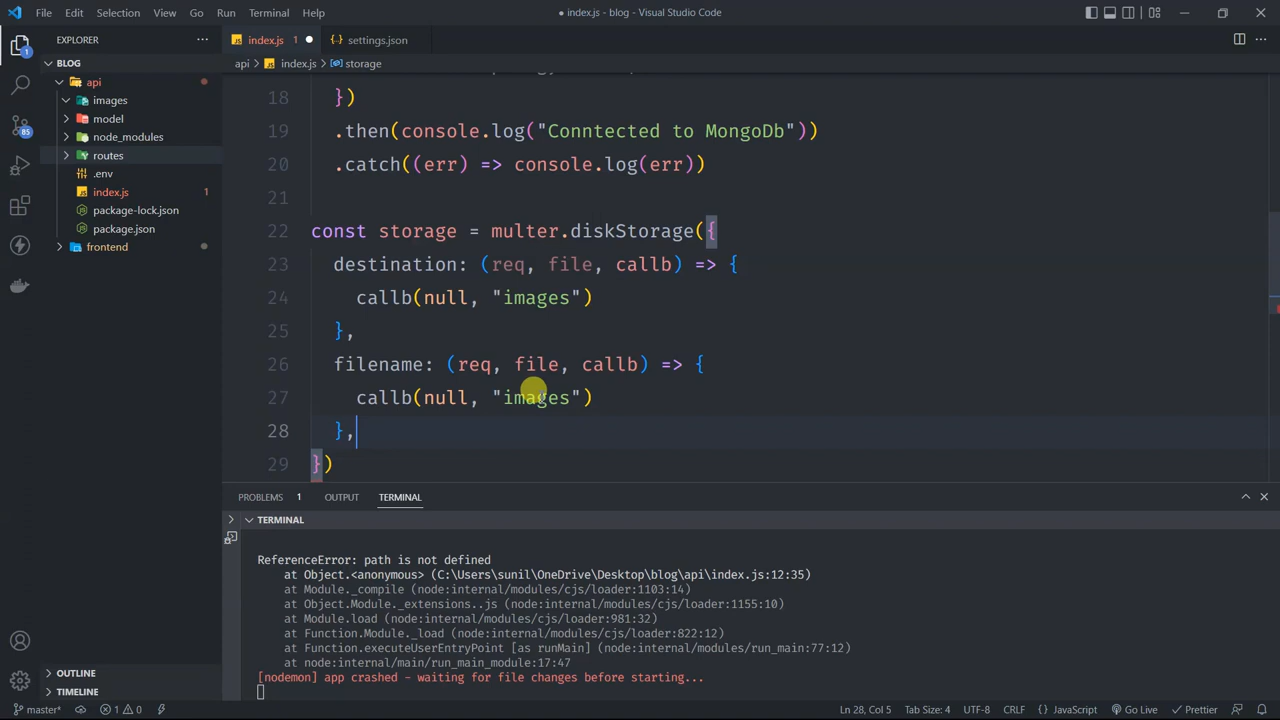 File Edit Selection View Go Run Terminal Help
● index.js - blog - Visual Studio Code
EXPLORER
BLOG
api
images
model
node_modules
routes
.env
index.js 1
package-lock.json
package.json
frontend
OUTLINE
TIMELINE
1
85
JS index.js 1 ●
settings.json
api > JS index.js > storage
18 })
19 .then(console.log("Conntected to MongoDb"))
20 .catch((err) => console.log(err))
21
22 const storage = multer.diskStorage({
23 destination: (req, file, callb) => {
24 callb(null, "images")
25 },
26 filename: (req, file, callb) => {
27 callb(null, "images")
28 },
29 })
PROBLEMS 1 OUTPUT TERMINAL
TERMINAL
ReferenceError: path is not defined
at Object.<anonymous> (C:\Users\sunil\OneDrive\Desktop\blog\api\index.js:12:35)
at Module._compile (node:internal/modules/cjs/loader:1103:14)
at Object.Module._extensions..js (node:internal/modules/cjs/loader:1155:10)
at Module.load (node:internal/modules/cjs/loader:981:32)
at Function.Module._load (node:internal/modules/cjs/loader:822:12)
at Function.executeUserEntryPoint [as runMain] (node:internal/modules/run_main:77:12)
at node:internal/main/run_main_module:17:47
[nodemon] app crashed - waiting for file changes before starting...
master* 1 0 Ln 28, Col 5 Tab Size: 4 UTF-8 CRLF { } JavaScript Go Live Prettier